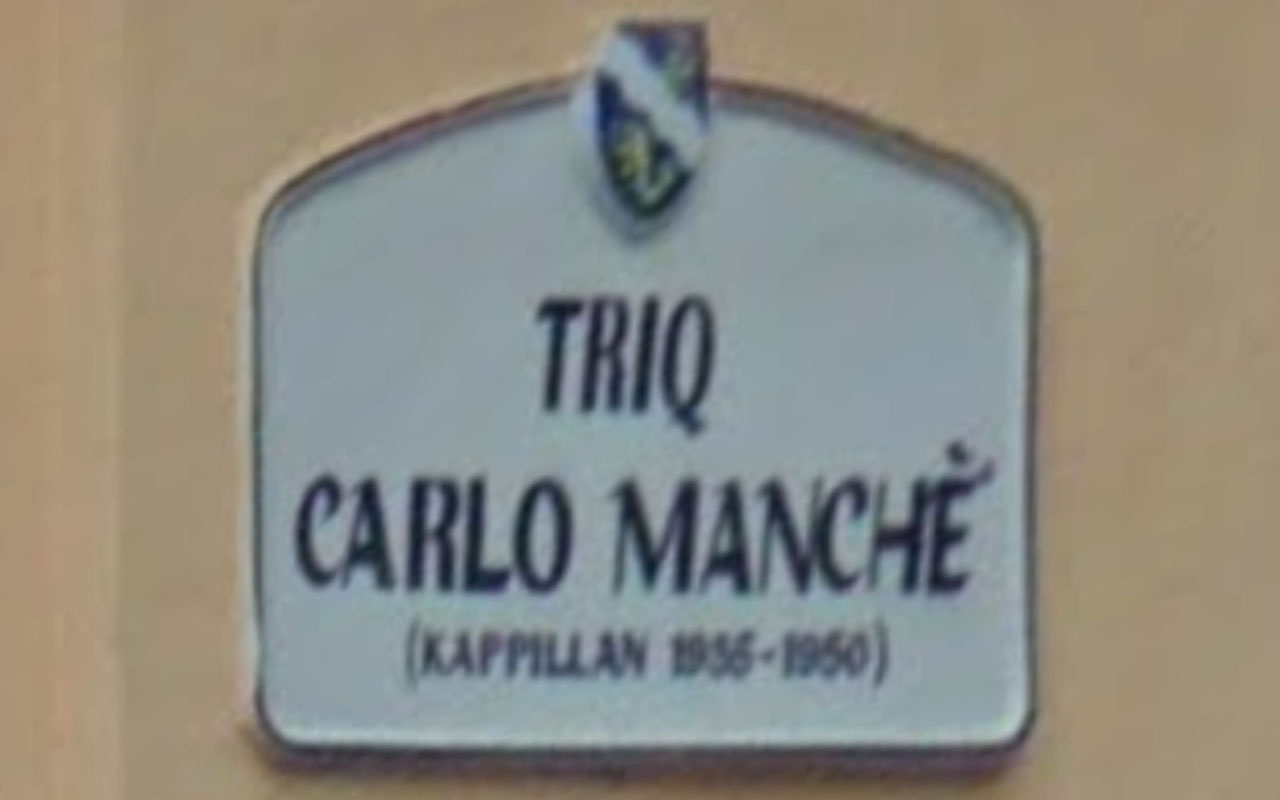 TRIQ
CARLO MANCHÈ
(KAPPILLAN 1935-1950)